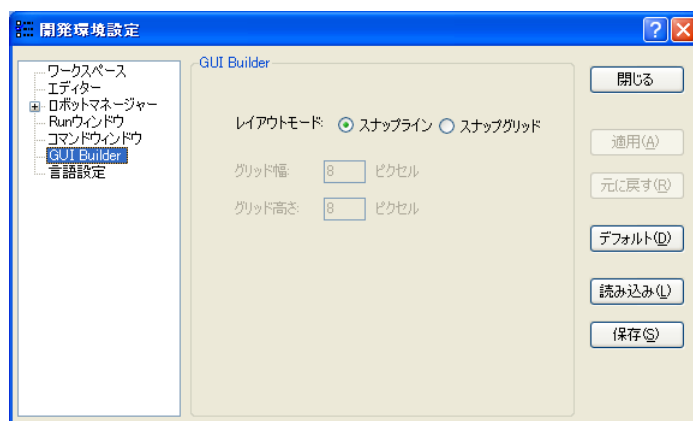 開発環境設定
ワークスペース
エディター
ロボットマネージャー
Runウィンドウ
コマンドウィンドウ
GUI Builder
言語設定
GUI Builder
レイアウトモード: スナップライン スナップグリッド
グリッド幅: 8 ピクセル
グリッド高さ: 8 ピクセル
閉じる
適用(A)
元に戻す(R)
デフォルト(D)
読み込み(L)
保存(S)